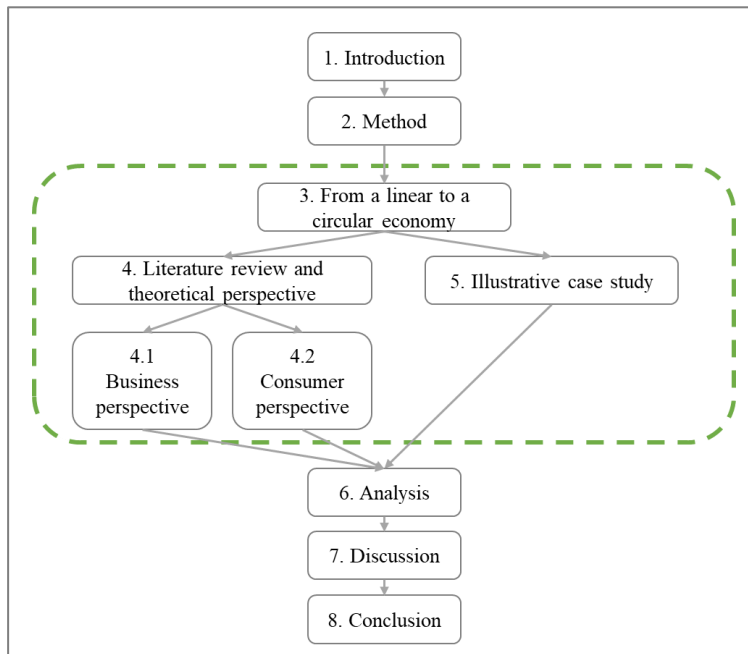 1. Introduction
2. Method
3. From a linear to a
circular economy
4. Literature review and
theoretical perspective
5. Illustrative case study
4.1
Business
perspective
4.2
Consumer
perspective
6. Analysis
7. Discussion
8. Conclusion